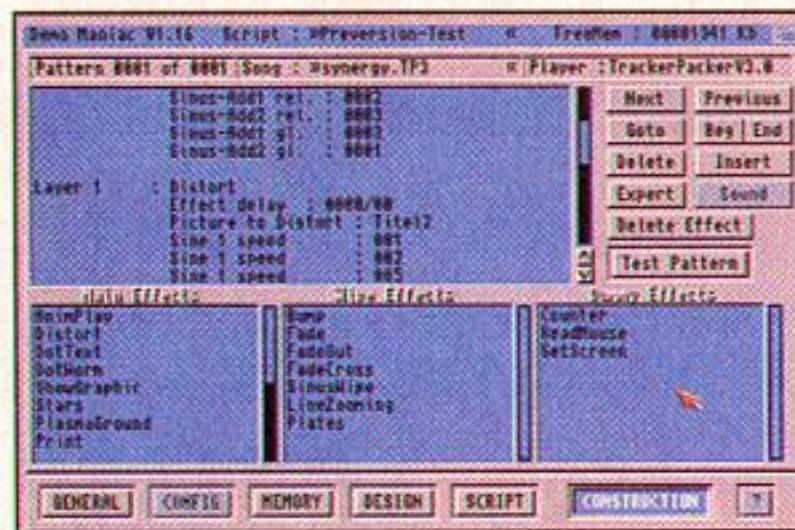 Demo Maniac V1.16 Script : »Preversion-Test « FreeMem : 00001341 Kb
Pattern 0001 of 0001 Song : »synergy.TP3 « Player :TrackerPackerV3.0
Sinus-Add1 rel. : 0002
Sinus-Add2 rel. : 0003
Sinus-Add1 gl. : 0003
Sinus-Add2 gl. : 0001
Layer 1 : Distort
Effect delay : 0000/00
Picture to Distort : Titel2
Sine 1 speed : 001
Sine 1 speed : 002
Sine 1 speed : 005
Next Previous
Goto Beg End
Delete Insert
Expert Sound
Delete Effect
Test Pattern
Main Effects
AnimPlay
Distort
DotText
DotWorm
ShowGraphic
Stars
PlasmaGround
Print
Wipe Effects
Bump
Fade
FadeOut
FadeCross
SinusWipe
LineZooming
Plates
Dummy Effects
Counter
ReadMouse
SetScreen
GENERAL CONFIG MEMORY DESIGN SCRIPT CONSTRUCTION ?